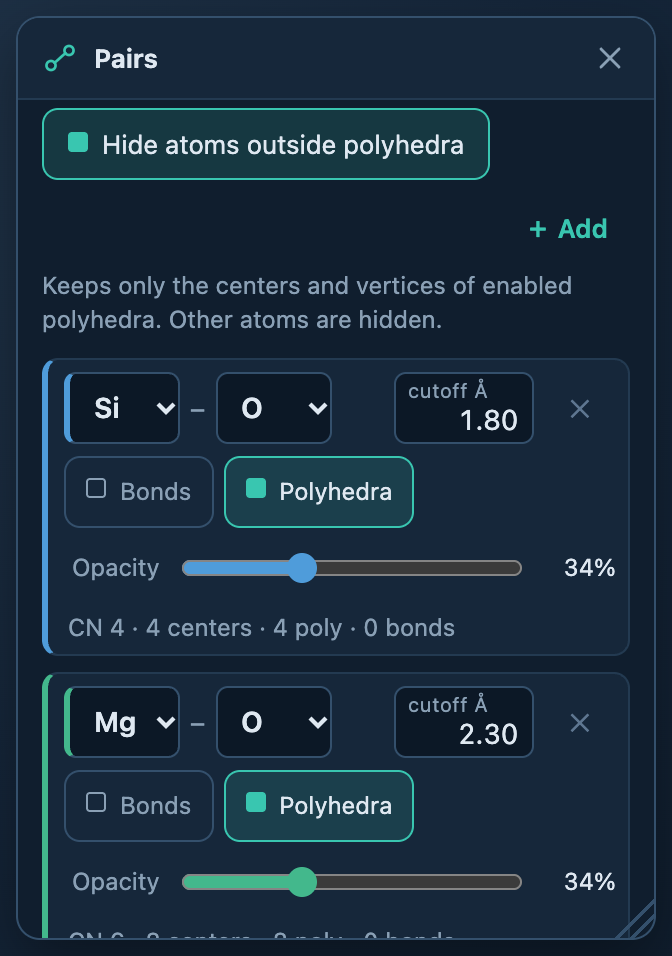 Pairs
Hide atoms outside polyhedra
+ Add
Keeps only the centers and vertices of enabled
polyhedra. Other atoms are hidden.
Si – O cutoff Å 1.80
Bonds Polyhedra
Opacity 34%
CN 4 · 4 centers · 4 poly · 0 bonds
Mg – O cutoff Å 2.30
Bonds Polyhedra
Opacity 34%